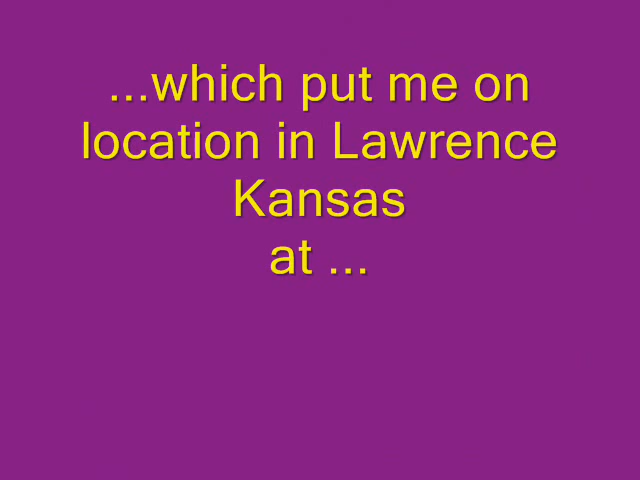 ...which put me on
location in Lawrence
Kansas
at ...